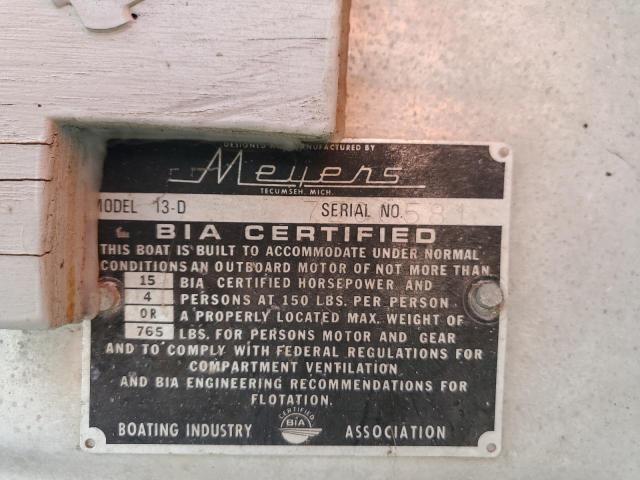 DESIGNED AND MANUFACTURED BY
Meyers
TECUMSEH, MICH.
MODEL 13-D SERIAL NO.
BIA CERTIFIED
THIS BOAT IS BUILT TO ACCOMMODATE UNDER NORMAL
CONDITIONS AN OUTBOARD MOTOR OF NOT MORE THAN
15 BIA CERTIFIED HORSEPOWER AND
4 PERSONS AT 150 LBS. PER PERSON
OR A PROPERLY LOCATED MAX. WEIGHT OF
765 LBS. FOR PERSONS MOTOR AND GEAR
AND TO COMPLY WITH FEDERAL REGULATIONS FOR
COMPARTMENT VENTILATION
AND BIA ENGINEERING RECOMMENDATIONS FOR
FLOTATION.
CERTIFIED
BIA
BOATING INDUSTRY ASSOCIATION